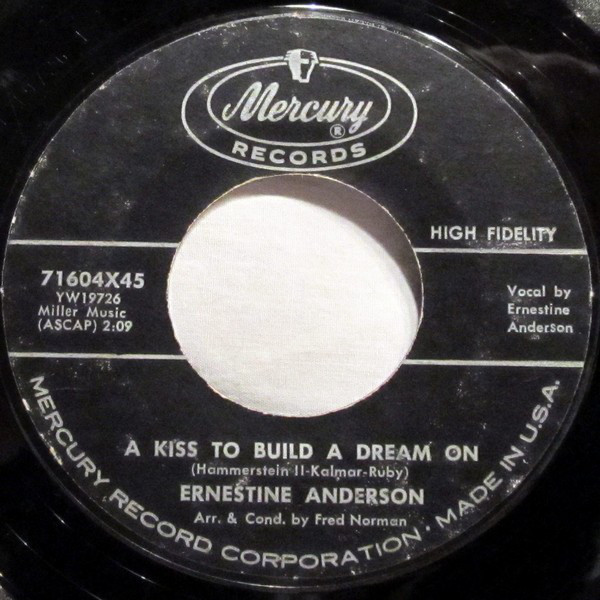 Mercury
®
RECORDS
HIGH FIDELITY
71604X45
YW19726
Miller Music
(ASCAP) 2:09
Vocal by
Ernestine
Anderson
A KISS TO BUILD A DREAM ON
(Hammerstein II-Kalmar-Ruby)
ERNESTINE ANDERSON
Arr. & Cond. by Fred Norman
MERCURY RECORD CORPORATION · MADE IN U.S.A.